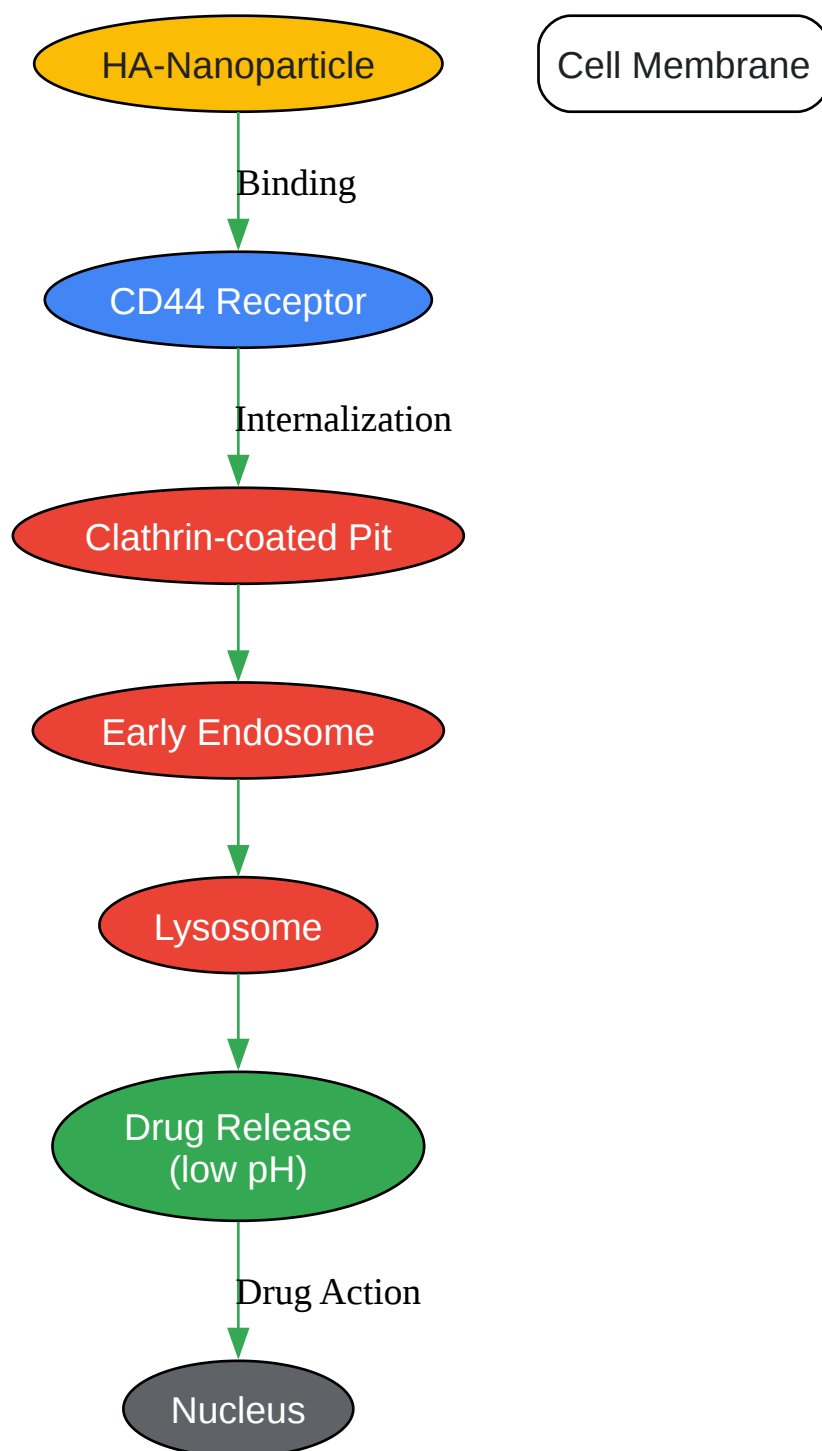 HA-Nanoparticle
Cell Membrane
Binding
CD44 Receptor
Internalization
Clathrin-coated Pit
Early Endosome
Lysosome
Drug Release
(low pH)
Drug Action
Nucleus